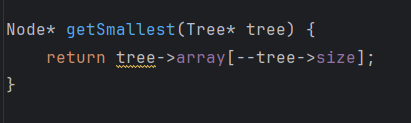 Node* getSmallest(Tree* tree) {
    return tree->array[--tree->size];
}